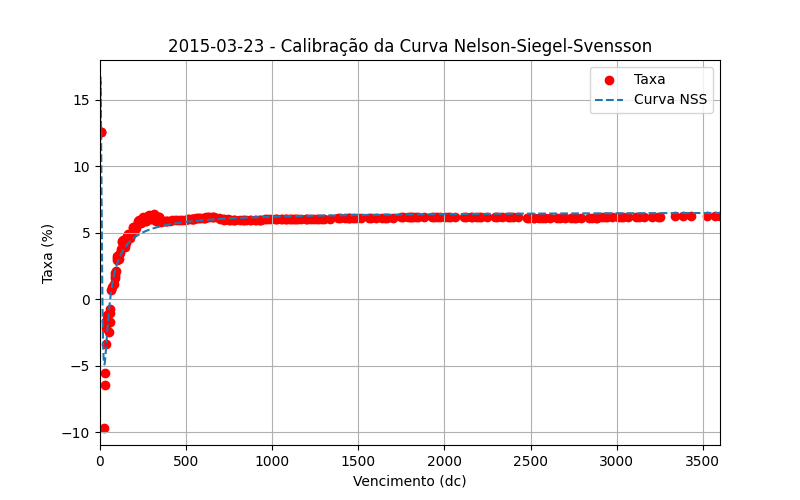 2015-03-23 - Calibração da Curva Nelson-Siegel-Svensson
Taxa
Curva NSS
Taxa (%)
15
10
5
0
−5
−10
0 500 1000 1500 2000 2500 3000 3500
Vencimento (dc)